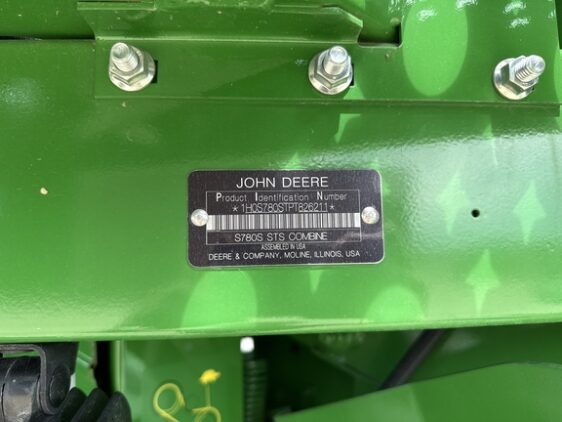 JOHN DEERE
Product Identification Number
*1H0S780STPT826211*
S780S STS COMBINE
ASSEMBLED IN USA
DEERE & COMPANY, MOLINE, ILLINOIS, USA